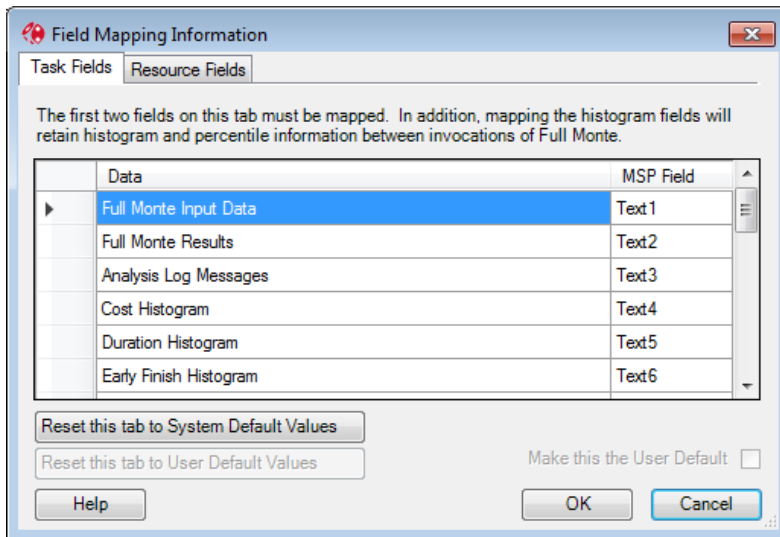 Field Mapping Information
Task Fields Resource Fields
The first two fields on this tab must be mapped. In addition, mapping the histogram fields will
retain histogram and percentile information between invocations of Full Monte.
Data MSP Field
Full Monte Input Data Text1
Full Monte Results Text2
Analysis Log Messages Text3
Cost Histogram Text4
Duration Histogram Text5
Early Finish Histogram Text6
Reset this tab to System Default Values
Reset this tab to User Default Values Make this the User Default
Help OK Cancel